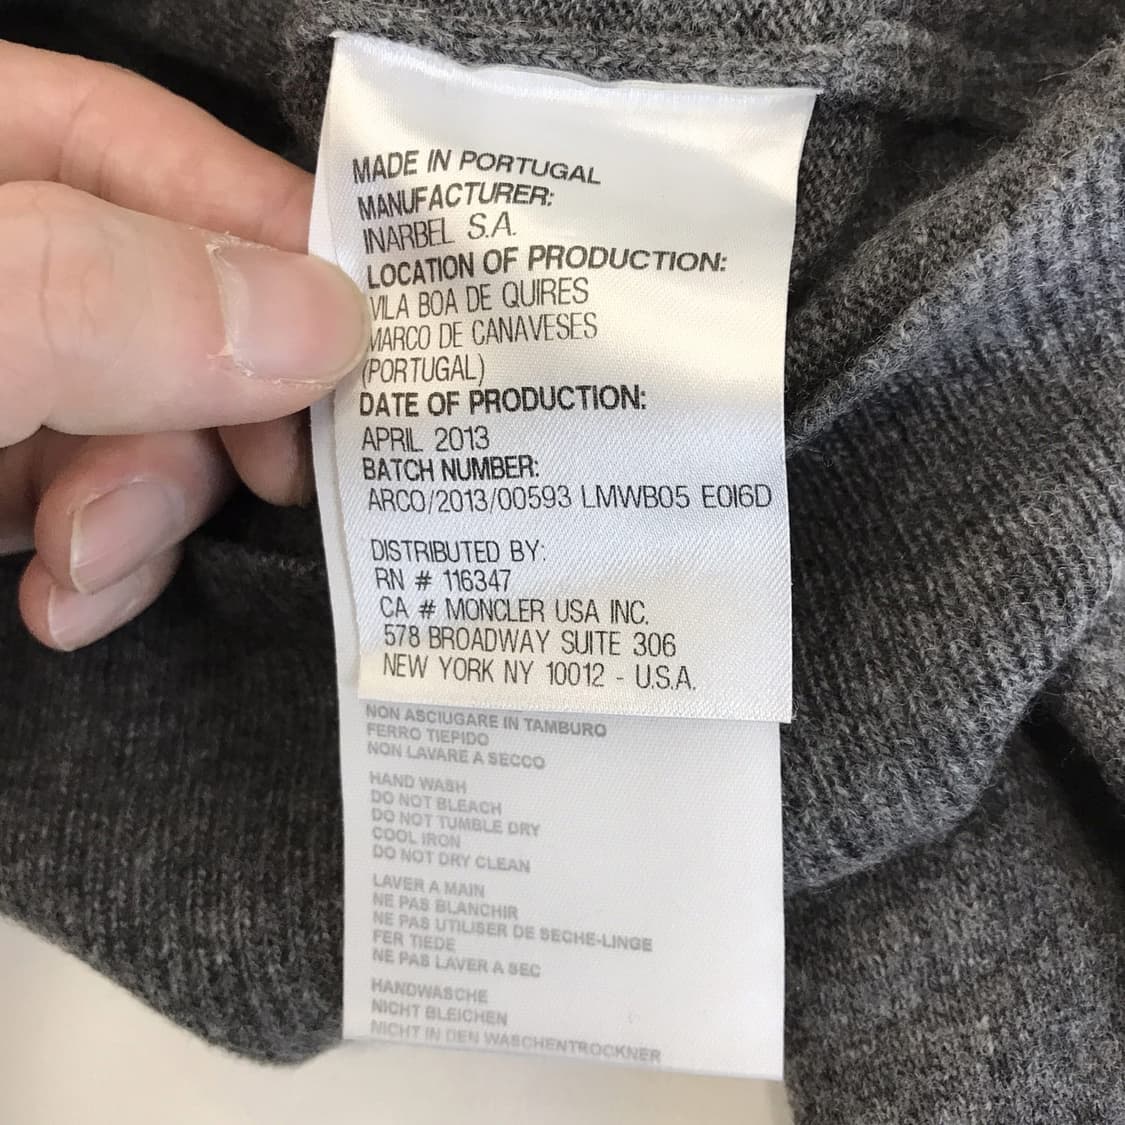 MADE IN PORTUGAL
MANUFACTURER:
INARBEL S.A.
LOCATION OF PRODUCTION:
VILA BOA DE QUIRES
MARCO DE CANAVESES
(PORTUGAL)
DATE OF PRODUCTION:
APRIL 2013
BATCH NUMBER:
ARCO/2013/00593 LMWB05 E016D
DISTRIBUTED BY:
RN # 116347
CA # MONCLER USA INC.
578 BROADWAY SUITE 306
NEW YORK NY 10012 - U.S.A.
NON ASCIUGARE IN TAMBURO
FERRO TIEPIDO
NON LAVARE A SECCO
HAND WASH
DO NOT BLEACH
DO NOT TUMBLE DRY
COOL IRON
DO NOT DRY CLEAN
LAVER A MAIN
NE PAS BLANCHIR
NE PAS UTILISER DE SECHE-LINGE
FER TIEDE
NE PAS LAVER A SEC
HANDWASCHE
NICHT BLEICHEN
NICHT IN DEN WASCHENTROCKNER